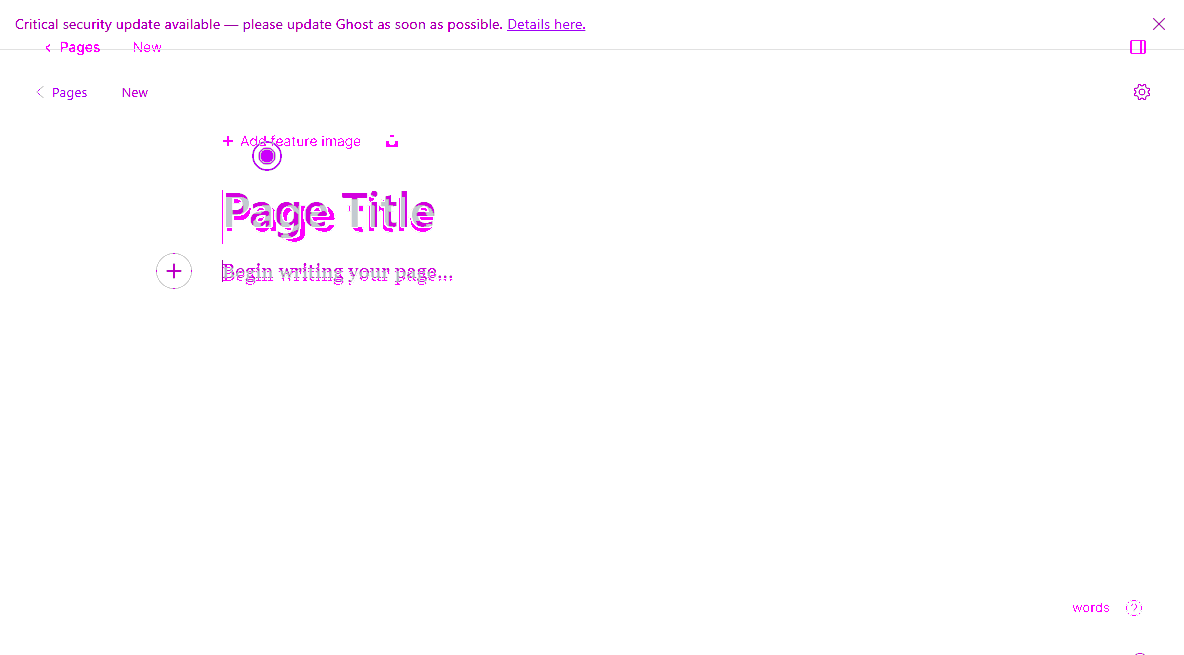 Critical security update available — please update Ghost as soon as possible. Details here.
Pages New
Pages New
Add feature image
Page Title
Begin writing your page...
words